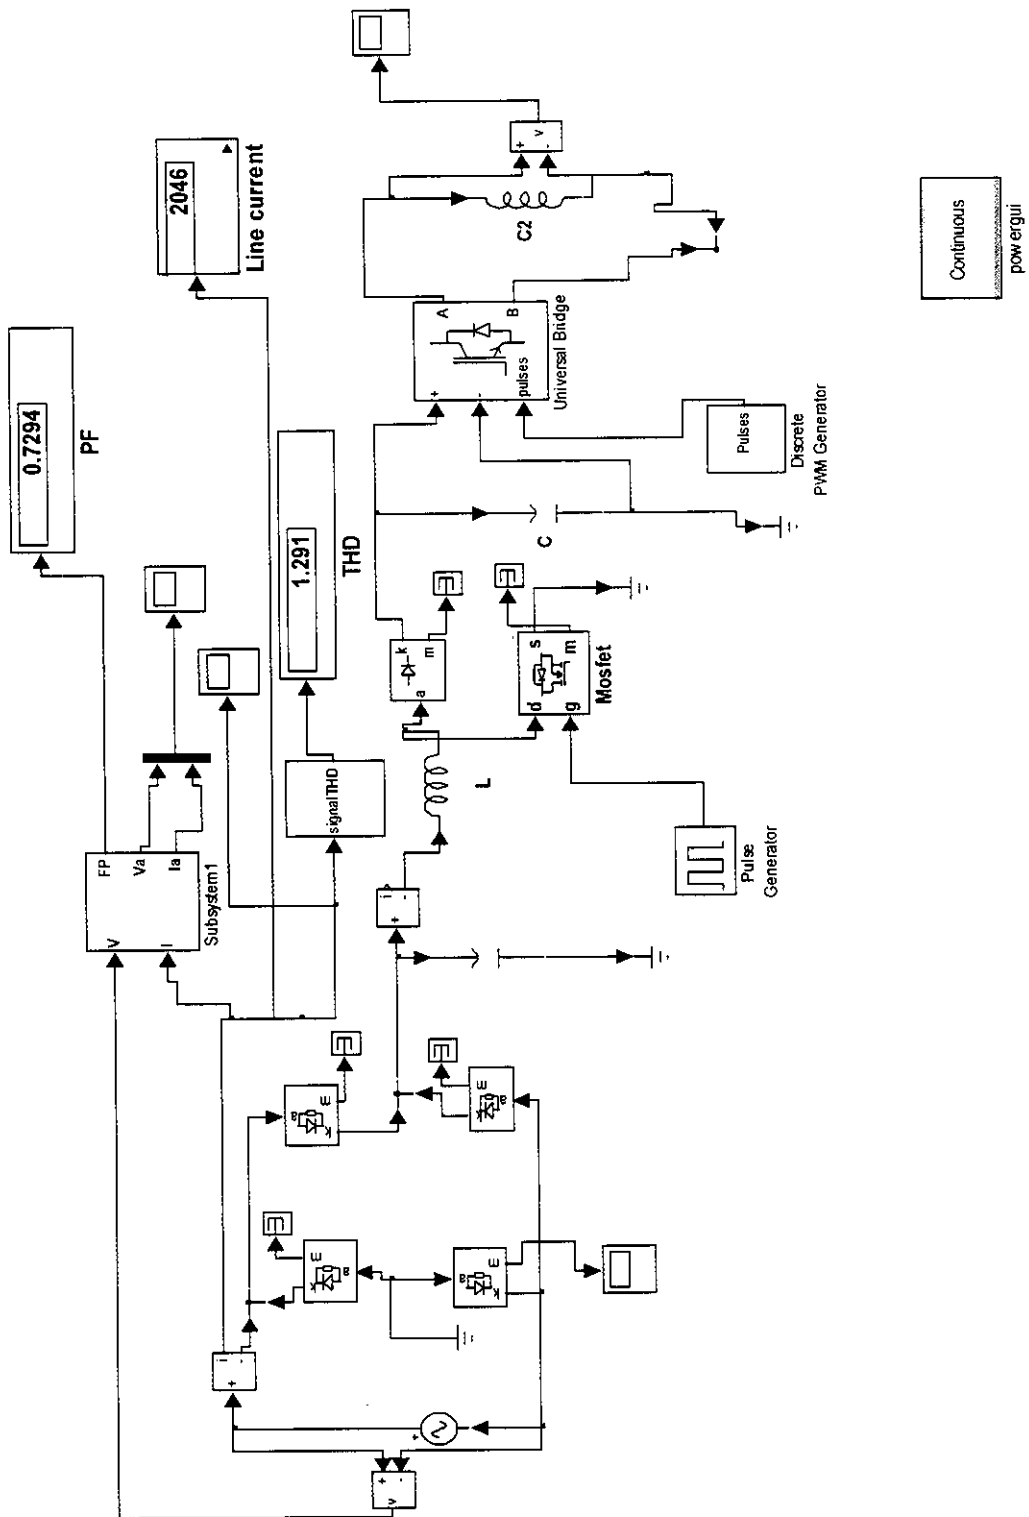 0.7294
PF
2046
Line current
1.291
THD
signal THD
FP
Va
Ia
V
I
Subsystem1
+
-
v
+
-
i
+
-
v
+
-
i
+
m
a
k
m
a
k
m
a
k
m
a
k
L
a
k
m
d
g
s
m
Mosfet
Pulse
Generator
C
+
-
pulses
A
B
Universal Bridge
Pulses
Discrete
PWM Generator
C2
+
-
v
Continuous
powergui